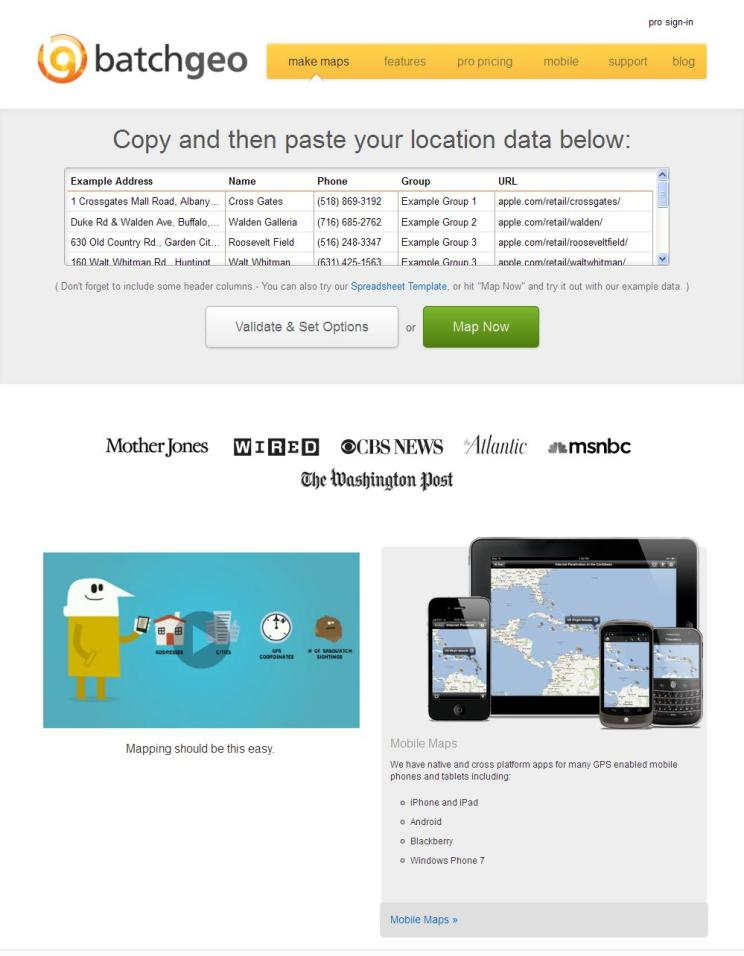 pro sign-in
batchgeo
make maps features pro pricing mobile support blog
Copy and then paste your location data below:
Example Address Name Phone Group URL
1 Crossgates Mall Road, Albany... Cross Gates (518) 869-3192 Example Group 1 apple.com/retail/crossgates/
Duke Rd & Walden Ave, Buffalo,... Walden Galleria (716) 685-2762 Example Group 2 apple.com/retail/walden/
630 Old Country Rd., Garden Cit... Roosevelt Field (516) 248-3347 Example Group 3 apple.com/retail/rooseveltfield/
160 Walt Whitman Rd., Huntingt... Walt Whitman (631) 425-1563 Example Group 3 apple.com/retail/waltwhitman/
( Don't forget to include some header columns - You can also try our Spreadsheet Template, or hit "Map Now" and try it out with our example data. )
Validate & Set Options or Map Now
Mother Jones WIRED CBS NEWS the Atlantic msnbc
The Washington Post
ADDRESSES CITIES GPS COORDINATES # OF SASQUATCH SIGHTINGS
Mapping should be this easy.
Internet Penetration in the Caribbean
US Virgin Islands
Mobile Maps
We have native and cross platform apps for many GPS enabled mobile
phones and tablets including:
iPhone and iPad
Android
Blackberry
Windows Phone 7
Mobile Maps »